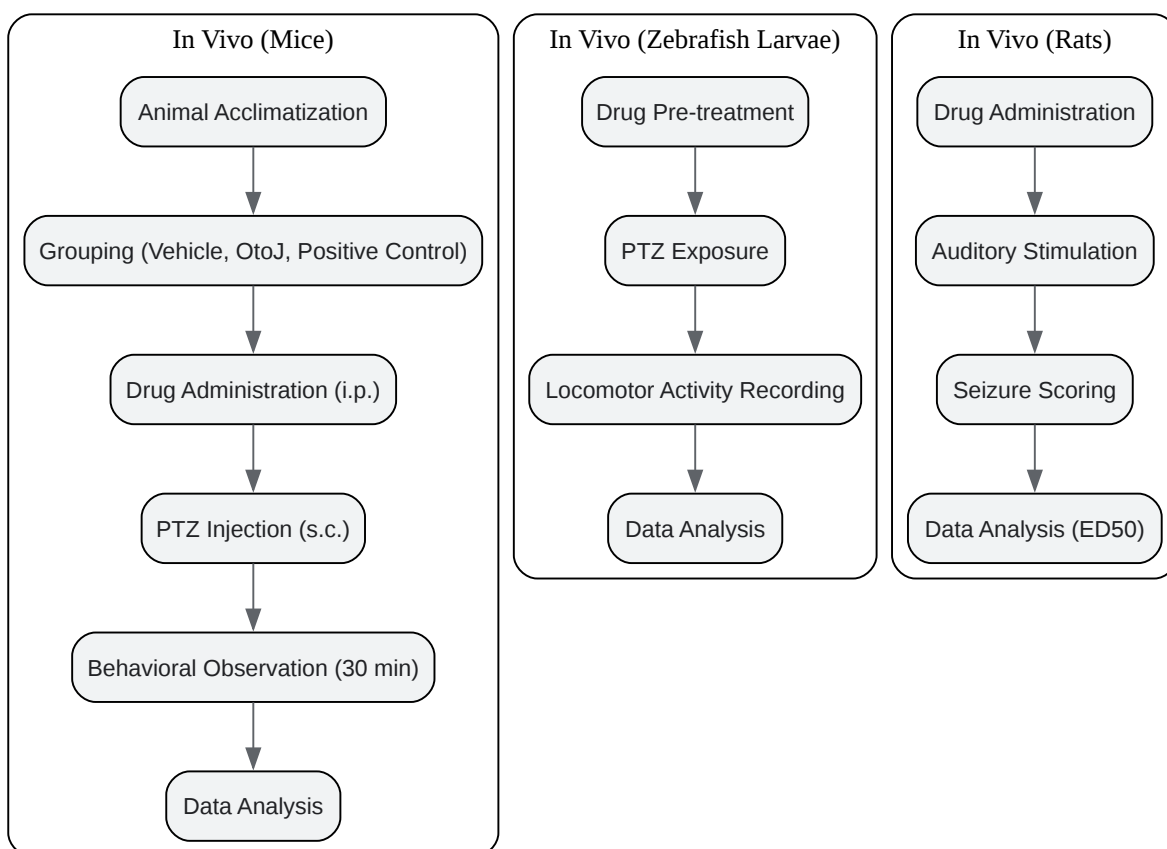 In Vivo (Mice)
Animal Acclimatization
Grouping (Vehicle, OtoJ, Positive Control)
Drug Administration (i.p.)
PTZ Injection (s.c.)
Behavioral Observation (30 min)
Data Analysis
In Vivo (Zebrafish Larvae)
Drug Pre-treatment
PTZ Exposure
Locomotor Activity Recording
Data Analysis
In Vivo (Rats)
Drug Administration
Auditory Stimulation
Seizure Scoring
Data Analysis (ED50)